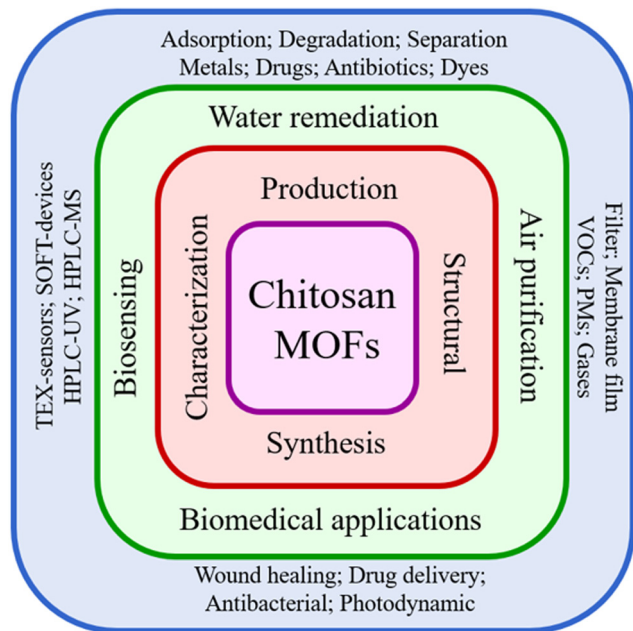 Adsorption; Degradation; Separation
Metals; Drugs; Antibiotics; Dyes
Water remediation
Production
TEX-sensors; SOFT-devices
HPLC-UV; HPLC-MS
Biosensing
Characterization
Chitosan
MOFs
Structural
Air purification
Filter; Membrane film
VOCs; PMs; Gases
Synthesis
Biomedical applications
Wound healing; Drug delivery;
Antibacterial; Photodynamic